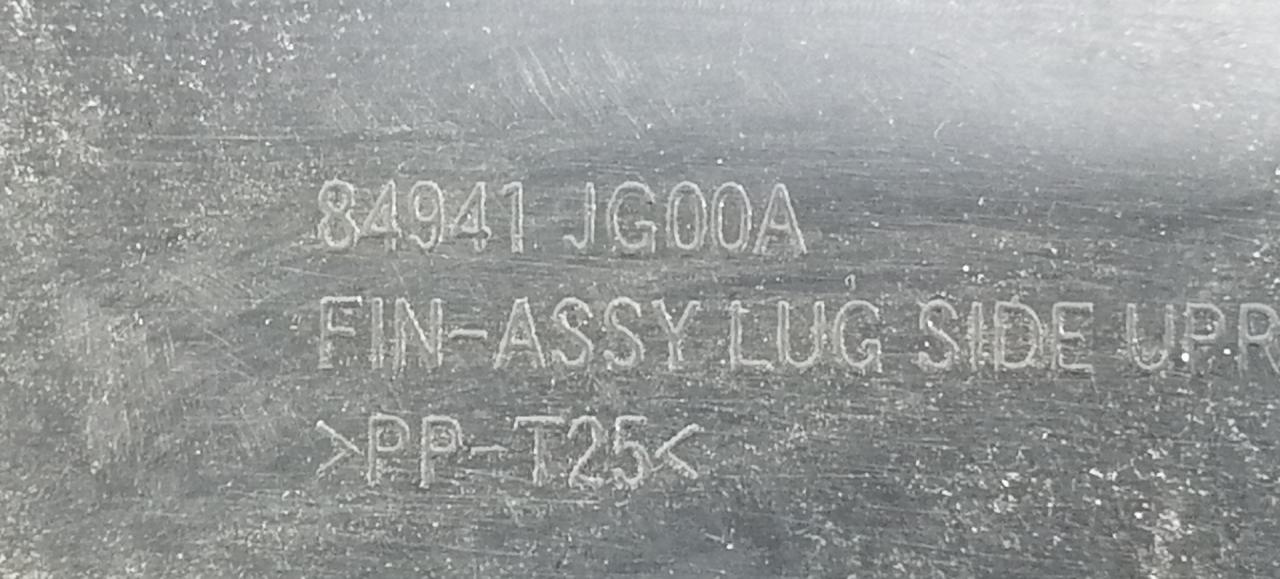 84941 JG00A
FIN-ASSY LUG SIDE UPR
>PP-T25<